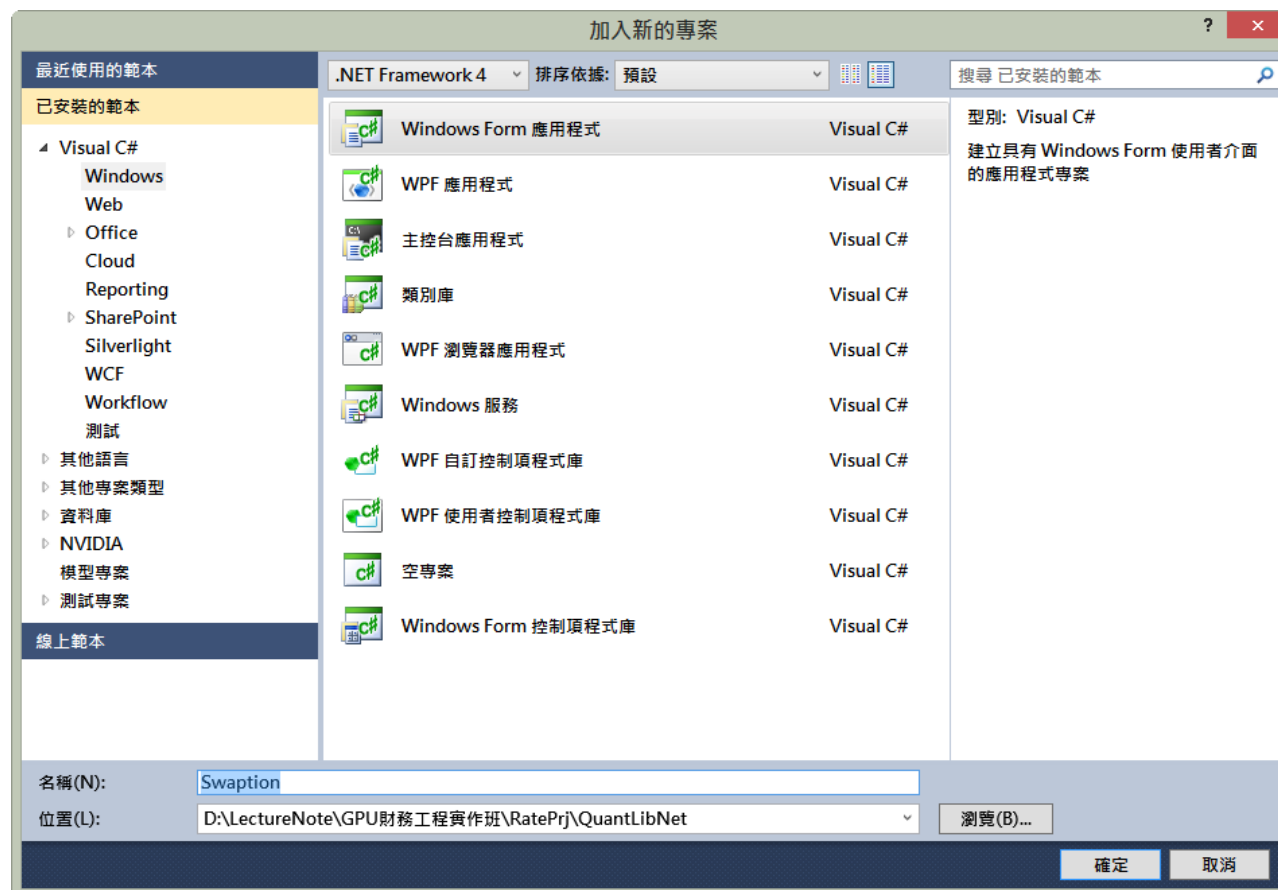 加入新的專案
?
最近使用的範本
已安裝的範本
Visual C#
Windows
Web
Office
Cloud
Reporting
SharePoint
Silverlight
WCF
Workflow
測試
其他語言
其他專案類型
資料庫
NVIDIA
模型專案
測試專案
線上範本
.NET Framework 4 排序依據: 預設
Windows Form 應用程式 Visual C#
WPF 應用程式 Visual C#
主控台應用程式 Visual C#
類別庫 Visual C#
WPF 瀏覽器應用程式 Visual C#
Windows 服務 Visual C#
WPF 自訂控制項程式庫 Visual C#
WPF 使用者控制項程式庫 Visual C#
空專案 Visual C#
Windows Form 控制項程式庫 Visual C#
搜尋 已安裝的範本
型別: Visual C#
建立具有 Windows Form 使用者介面
的應用程式專案
名稱(N): Swaption
位置(L): D:\LectureNote\GPU財務工程實作班\RatePrj\QuantLibNet 瀏覽(B)...
確定 取消